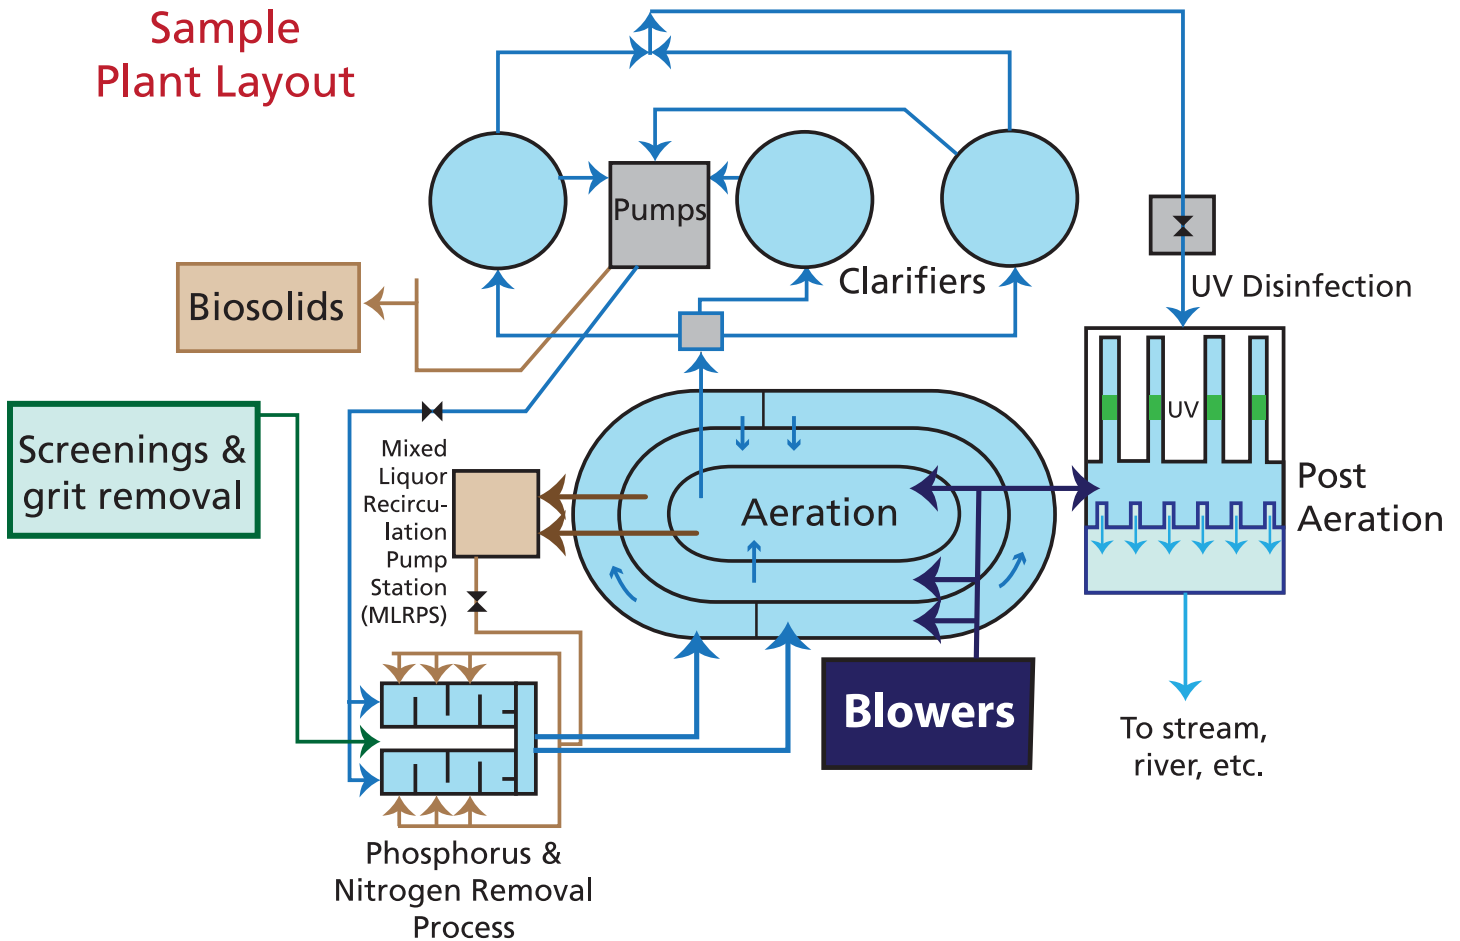 Sample
Plant Layout
Pumps
Clarifiers
Biosolids
UV Disinfection
Screenings &
grit removal
Mixed
Liquor
Recircu-
lation
Pump
Station
(MLRPS)
Aeration
UV
Post
Aeration
Blowers
To stream,
river, etc.
Phosphorus &
Nitrogen Removal
Process